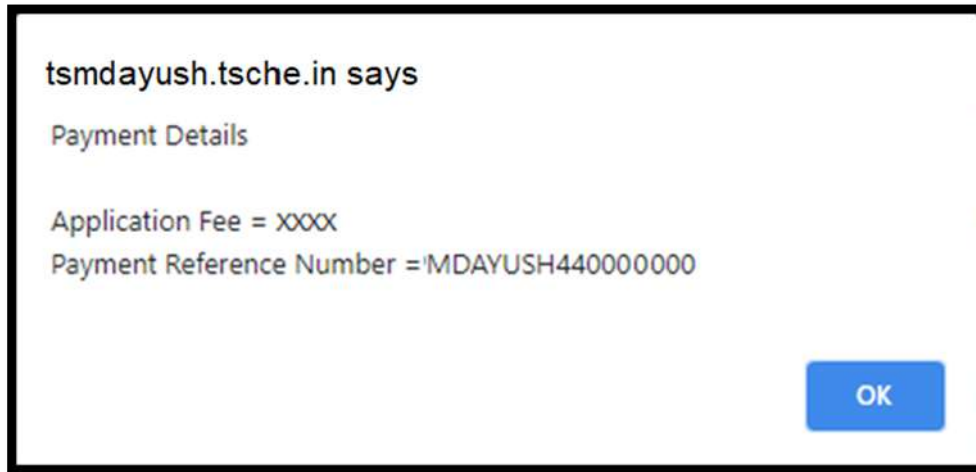 tsmdayush.tsche.in says
Payment Details
Application Fee = XXXX
Payment Reference Number ='MDAYUSH440000000
OK